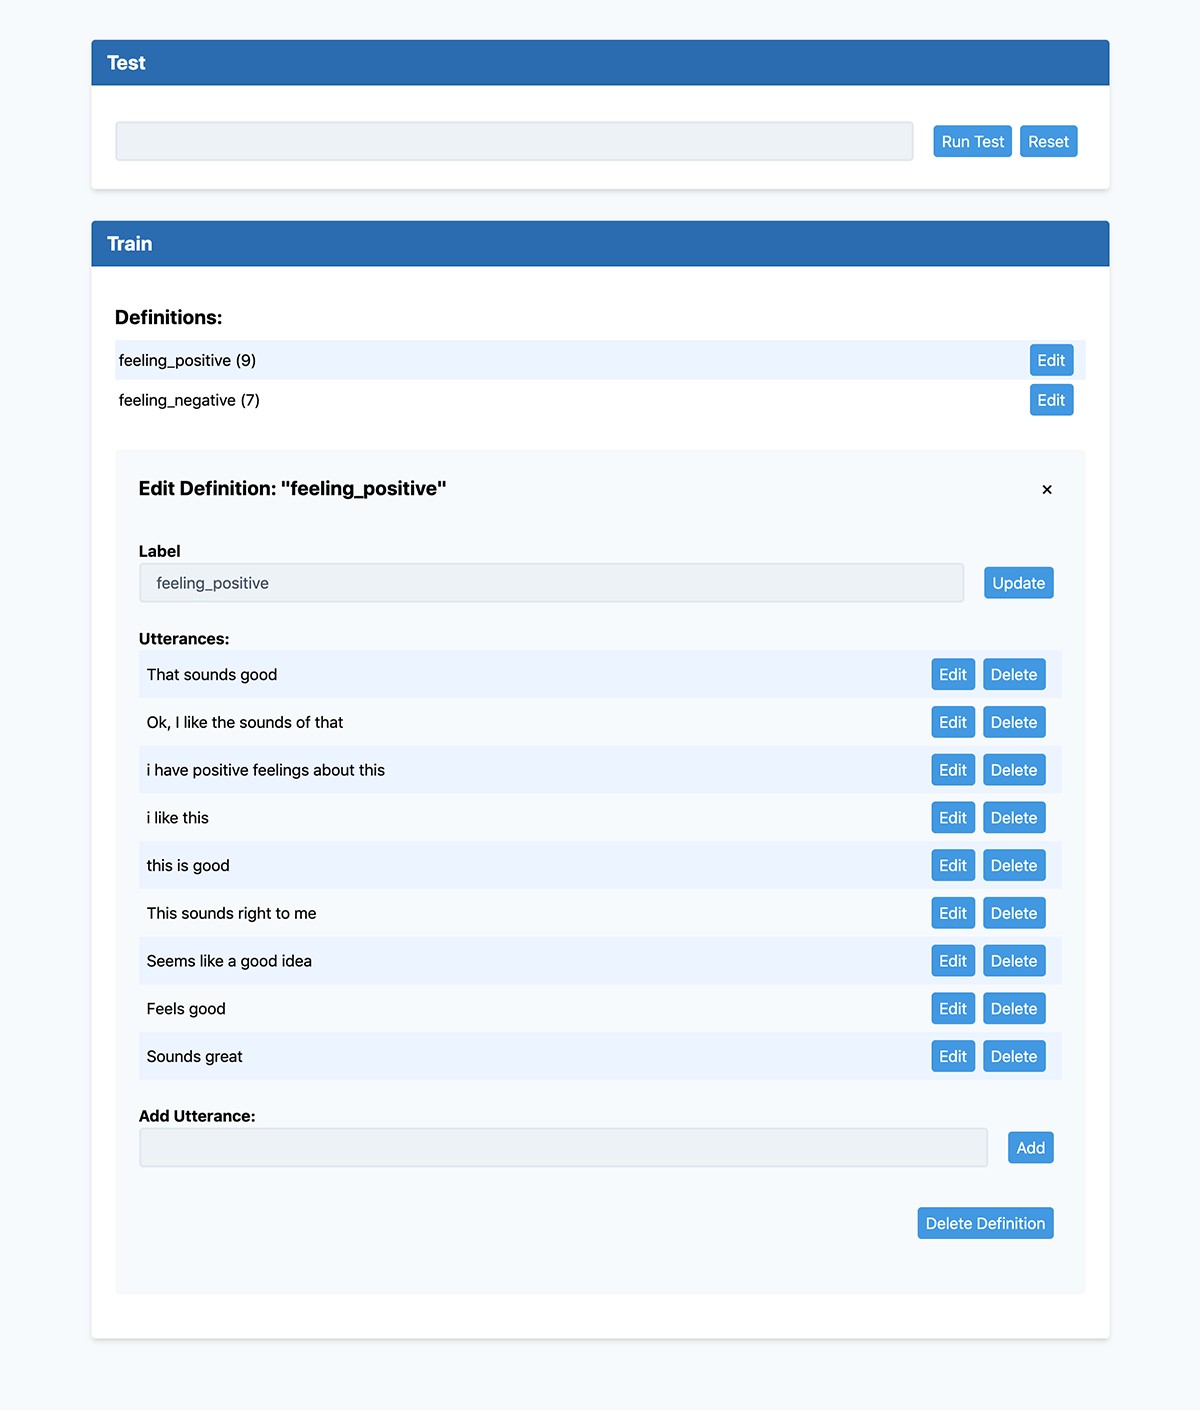 Test
Run Test Reset
Train
Definitions:
feeling_positive (9) Edit
feeling_negative (7) Edit
Edit Definition: "feeling_positive" ×
Label
feeling_positive Update
Utterances:
That sounds good Edit Delete
Ok, I like the sounds of that Edit Delete
i have positive feelings about this Edit Delete
i like this Edit Delete
this is good Edit Delete
This sounds right to me Edit Delete
Seems like a good idea Edit Delete
Feels good Edit Delete
Sounds great Edit Delete
Add Utterance:
Add
Delete Definition